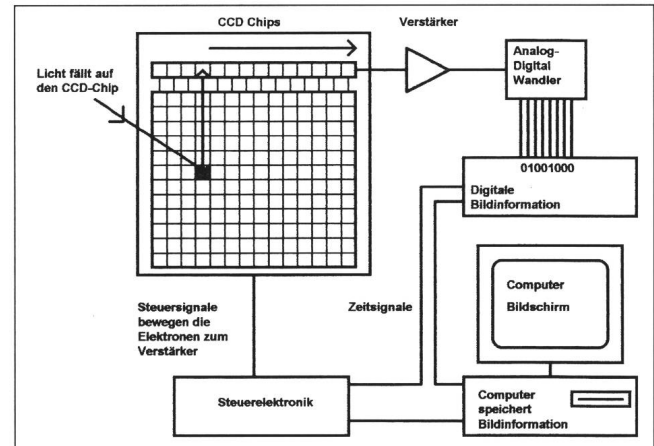 CCD Chips
Verstärker
Analog-
Digital
Wandler
Licht fällt auf
den CCD-Chip
01001000
Digitale
Bildinformation
Computer
Bildschirm
Steuersignale
bewegen die
Elektronen zum
Verstärker
Zeitsignale
Steuerelektronik
Computer
speichert
Bildinformation